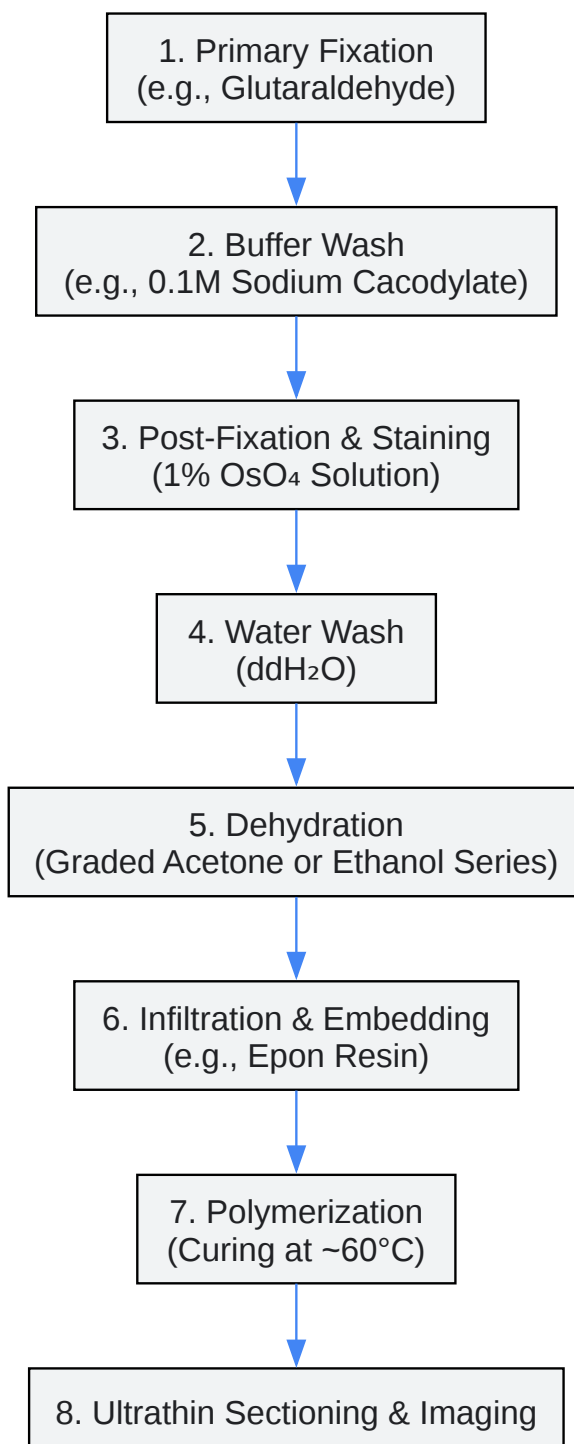 1. Primary Fixation
(e.g., Glutaraldehyde)
2. Buffer Wash
(e.g., 0.1M Sodium Cacodylate)
3. Post-Fixation & Staining
(1% OsO₄ Solution)
4. Water Wash
(ddH₂O)
5. Dehydration
(Graded Acetone or Ethanol Series)
6. Infiltration & Embedding
(e.g., Epon Resin)
7. Polymerization
(Curing at ~60°C)
8. Ultrathin Sectioning & Imaging